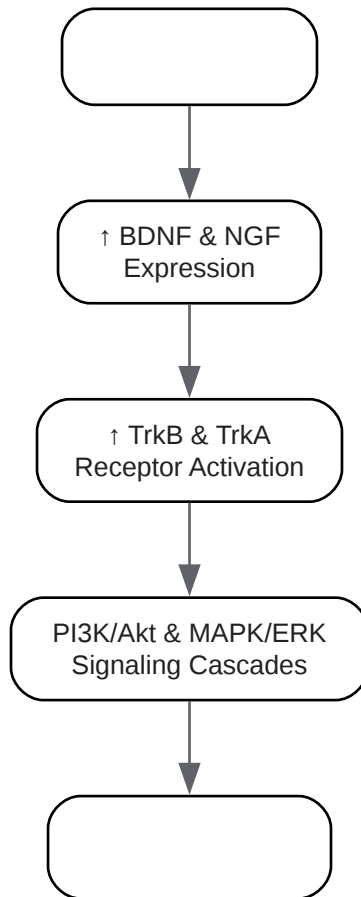 ↑ BDNF & NGF
Expression
↑ TrkB & TrkA
Receptor Activation
PI3K/Akt & MAPK/ERK
Signaling Cascades